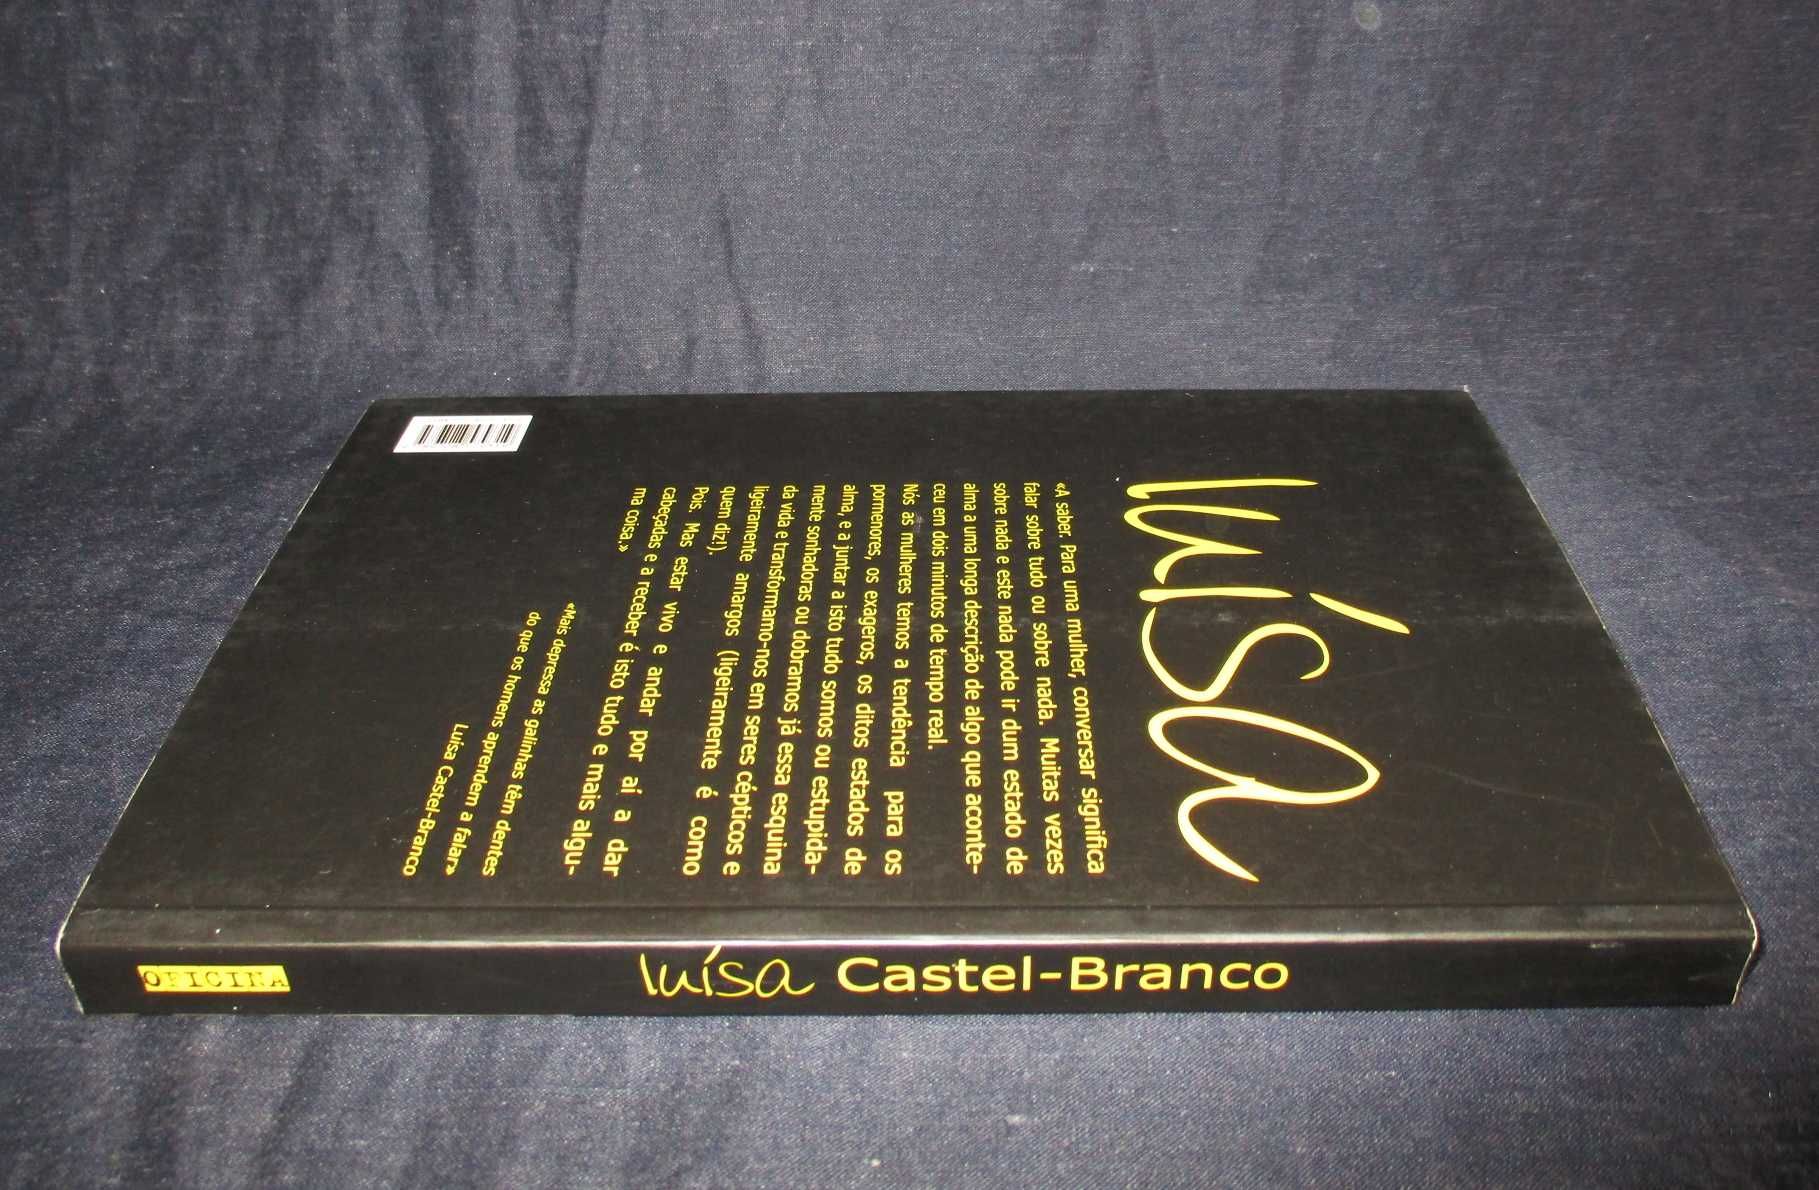 luísa
«A saber. Para uma mulher, conversar significa
falar sobre tudo ou sobre nada. Muitas vezes
sobre nada e este nada pode ir dum estado de
alma a uma longa descrição de algo que aconte-
ceu em dois minutos de tempo real.
Nós as mulheres temos a tendência para os
pormenores, os exageros, os ditos estados de
alma, e a juntar a isto tudo somos ou estupida-
mente sonhadoras ou dobramos já essa esquina
da vida e transformamo-nos em seres cépticos e
ligeiramente amargos (ligeiramente é como
quem diz!),
Pois. Mas estar vivo e andar por aí a dar
cabeçadas e a receber é isto tudo e mais algu-
ma coisa.»
«Mais depressa as galinhas têm dentes
do que os homens aprendem a falar»
Luísa Castel-Branco
OFICINA
luísa Castel-Branco